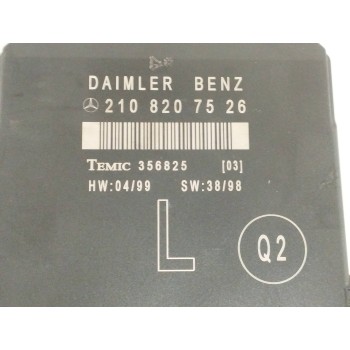 DAIMLER BENZ
210 820 75 26
TEMIC 356825 [03]
HW:04/99 SW:38/98
L Q2